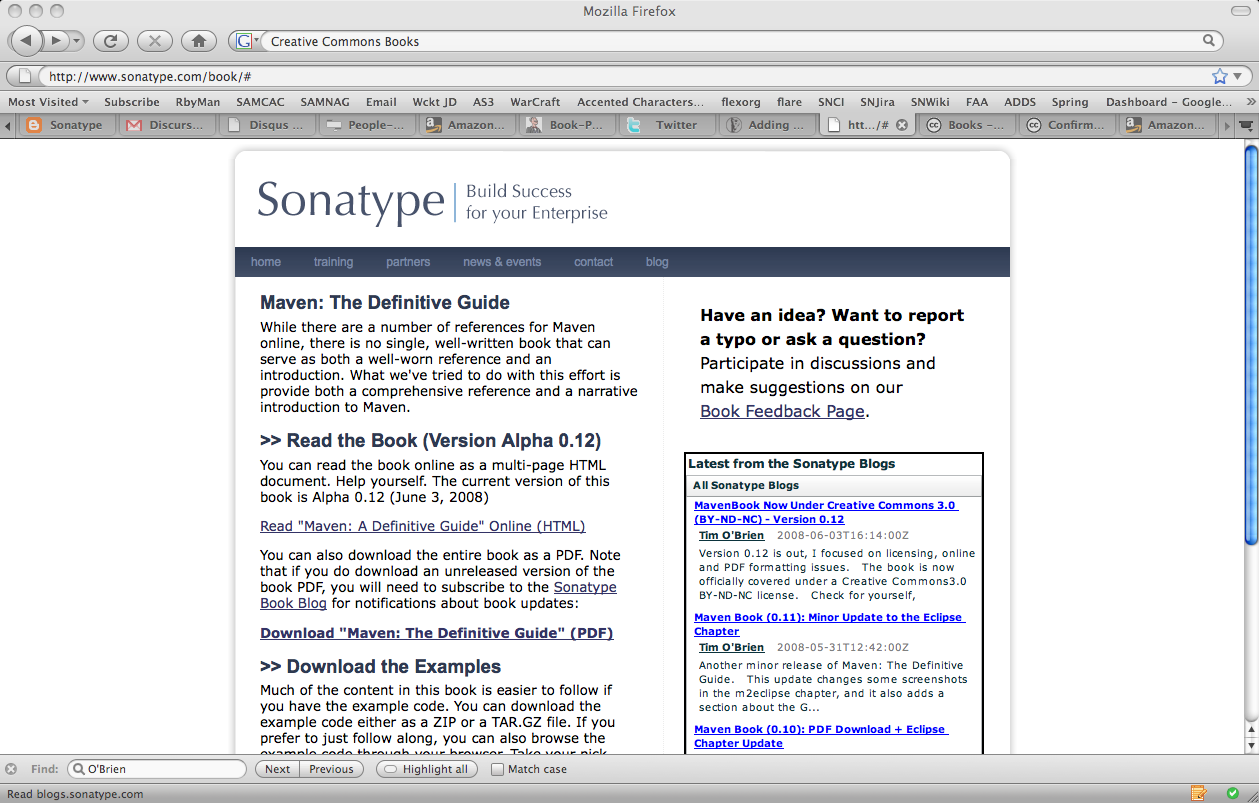 Mozilla Firefox
Creative Commons Books
http://www.sonatype.com/book/#
Most Visited Subscribe RbyMan SAMCAC SAMNAG Email Wckt JD AS3 WarCraft Accented Characters... flexorg flare SNCI SNJira SNWiki FAA ADDS Spring Dashboard - Google... »
Sonatype Discurs... Disqus ... People-... Amazon... Book-P... Twitter Adding ... htt.../# Books -... Confirm... Amazon...
Sonatype
Build Success
for your Enterprise
home training partners news & events contact blog
Maven: The Definitive Guide
While there are a number of references for Maven
online, there is no single, well-written book that can
serve as both a well-worn reference and an
introduction. What we've tried to do with this effort is
provide both a comprehensive reference and a narrative
introduction to Maven.
>> Read the Book (Version Alpha 0.12)
You can read the book online as a multi-page HTML
document. Help yourself. The current version of this
book is Alpha 0.12 (June 3, 2008)
Read "Maven: A Definitive Guide" Online (HTML)
You can also download the entire book as a PDF. Note
that if you do download an unreleased version of the
book PDF, you will need to subscribe to the Sonatype
Book Blog for notifications about book updates:
Download "Maven: The Definitive Guide" (PDF)
>> Download the Examples
Much of the content in this book is easier to follow if
you have the example code. You can download the
example code either as a ZIP or a TAR.GZ file. If you
prefer to just follow along, you can also browse the
example code through your browser. Take your pick
Have an idea? Want to report
a typo or ask a question?
Participate in discussions and
make suggestions on our
Book Feedback Page.
Latest from the Sonatype Blogs
All Sonatype Blogs
MavenBook Now Under Creative Commons 3.0
(BY-ND-NC) - Version 0.12
Tim O'Brien 2008-06-03T16:14:00Z
Version 0.12 is out, I focused on licensing, online
and PDF formatting issues. The book is now
officially covered under a Creative Commons3.0
BY-ND-NC license. Check for yourself,
Maven Book (0.11): Minor Update to the Eclipse
Chapter
Tim O'Brien 2008-05-31T12:42:00Z
Another minor release of Maven: The Definitive
Guide. This update changes some screenshots
in the m2eclipse chapter, and it also adds a
section about the G...
Maven Book (0.10): PDF Download + Eclipse
Chapter Update
Find: O'Brien Next Previous Highlight all Match case
Read blogs.sonatype.com